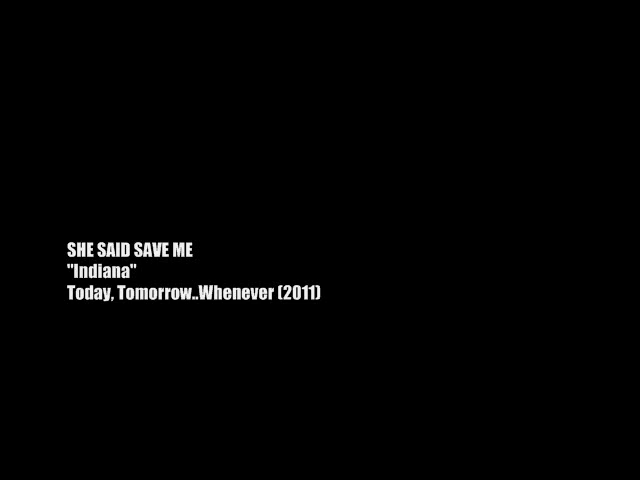 SHE SAID SAVE ME
"Indiana"
Today, Tomorrow..Whenever (2011)